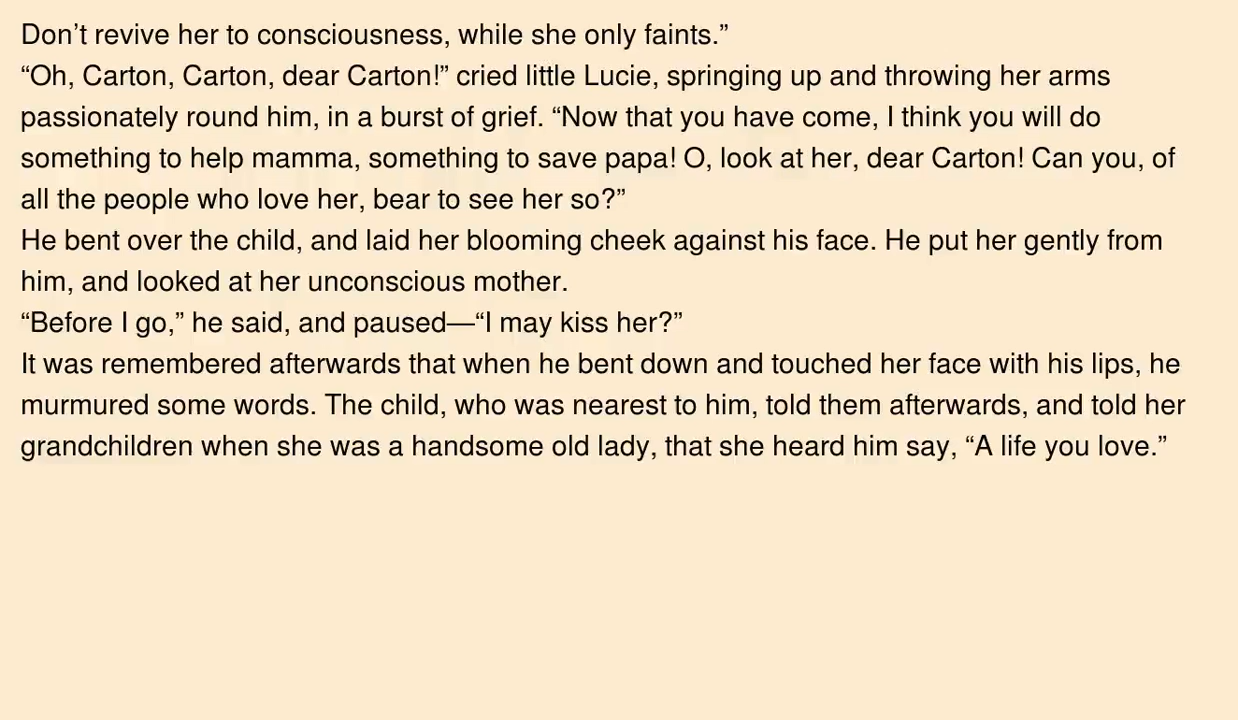 Don’t revive her to consciousness, while she only faints.”
“Oh, Carton, Carton, dear Carton!” cried little Lucie, springing up and throwing her arms
passionately round him, in a burst of grief. “Now that you have come, I think you will do
something to help mamma, something to save papa! O, look at her, dear Carton! Can you, of
all the people who love her, bear to see her so?”
He bent over the child, and laid her blooming cheek against his face. He put her gently from
him, and looked at her unconscious mother.
“Before I go,” he said, and paused—“I may kiss her?”
It was remembered afterwards that when he bent down and touched her face with his lips, he
murmured some words. The child, who was nearest to him, told them afterwards, and told her
grandchildren when she was a handsome old lady, that she heard him say, “A life you love.”